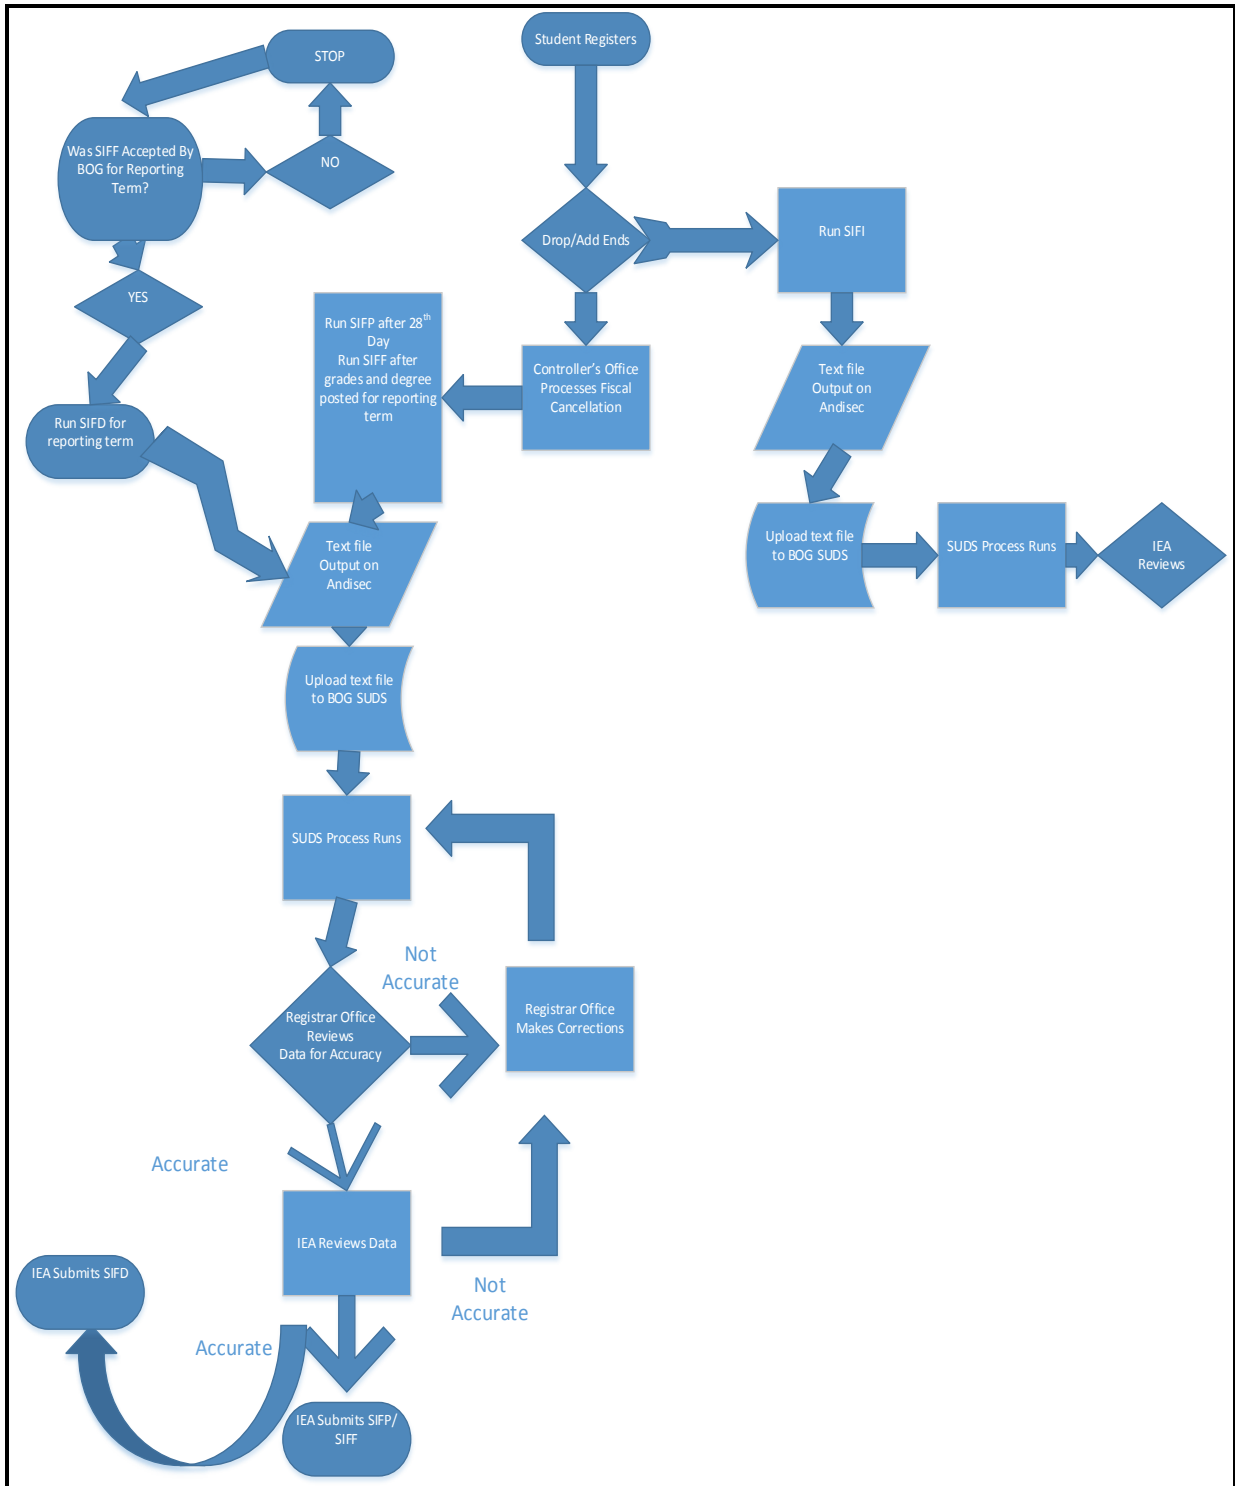 STOP
Student Registers
Was SIFF Accepted By
BOG for Reporting
Term?
NO
Drop/Add Ends
Run SIFI
YES
Run SIFP after 28th
Day
Run SIFF after
grades and degree
posted for reporting
term
Controller's Office
Processes Fiscal
Cancellation
Text file
Output on
Andisec
Run SIFD for
reporting term
Upload text file
to BOG SUDS
SUDS Process Runs
IEA
Reviews
Text file
Output on
Andisec
Upload text file
to BOG SUDS
SUDS Process Runs
Not
Accurate
Registrar Office
Reviews
Data for Accuracy
Registrar Office
Makes Corrections
Accurate
IEA Reviews Data
Not
Accurate
IEA Submits SIFD
Accurate
IEA Submits SIFP/
SIFF